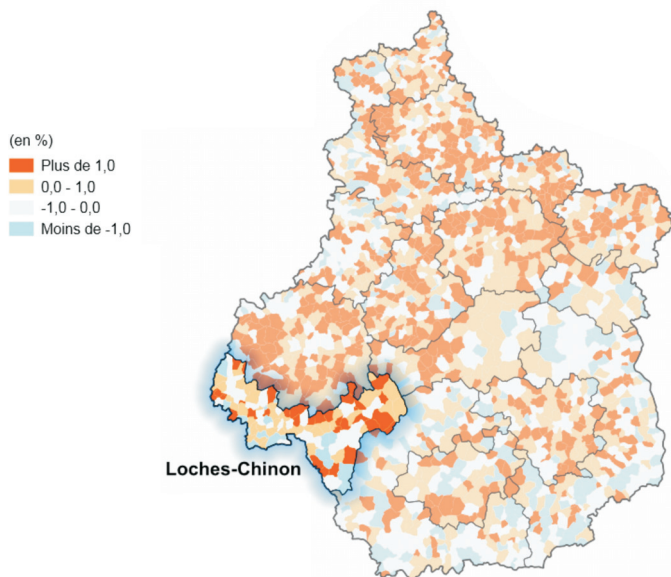 (en %)
Plus de 1,0
0,0 - 1,0
-1,0 - 0,0
Moins de -1,0
Loches-Chinon